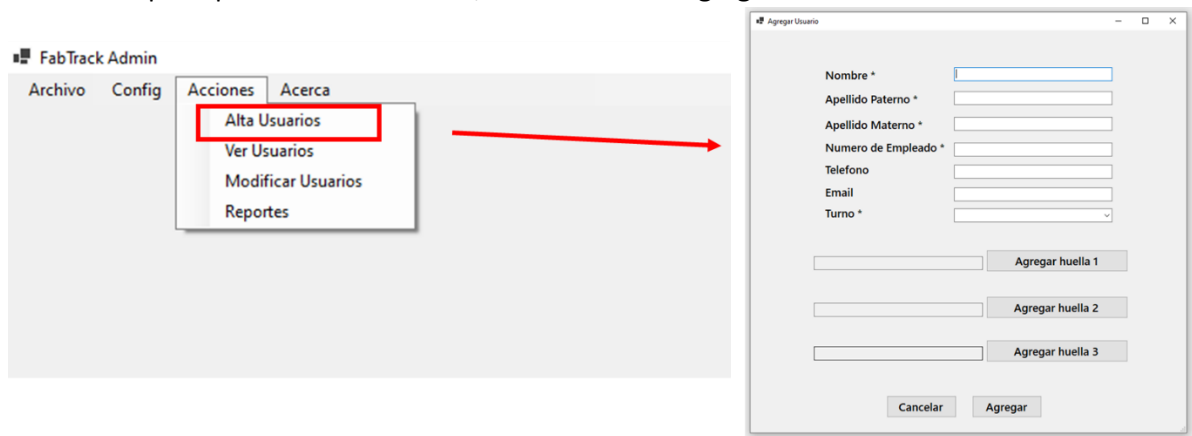 FabTrack Admin
Archivo Config Acciones Acerca
Alta Usuarios
Ver Usuarios
Modificar Usuarios
Reportes
Agregar Usuario
Nombre *
Apellido Paterno *
Apellido Materno *
Numero de Empleado *
Telefono
Email
Turno *
Agregar huella 1
Agregar huella 2
Agregar huella 3
Cancelar Agregar